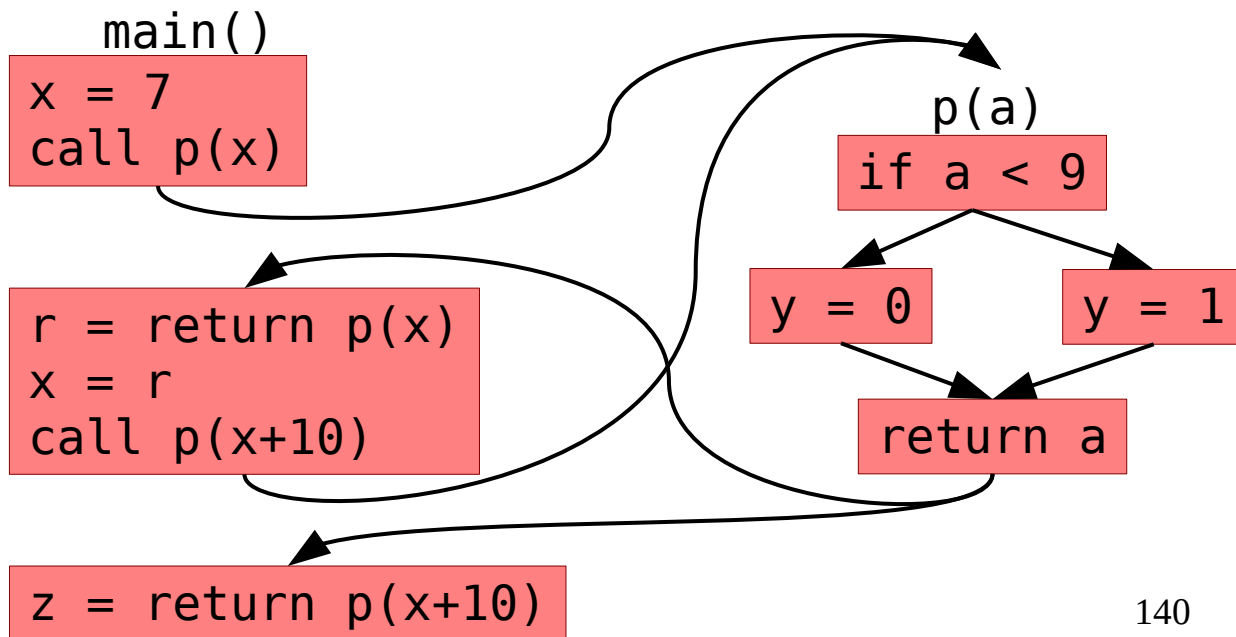 main()
x = 7
call p(x)
r = return p(x)
x = r
call p(x+10)
z = return p(x+10)
p(a)
if a < 9
y = 0
y = 1
return a
140